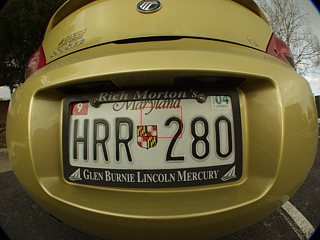 Rich Morton's
Maryland
9
04
HRR 280
GLEN BURNIE LINCOLN MERCURY